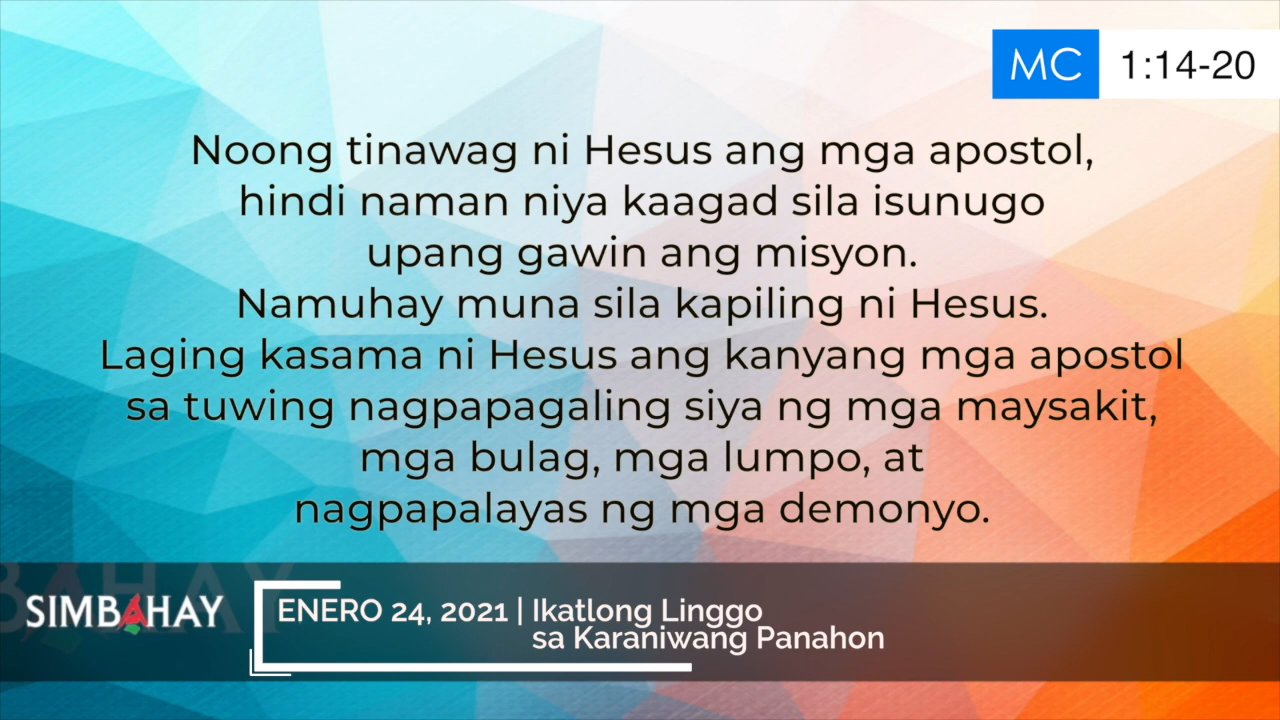 MC 1:14-20
Noong tinawag ni Hesus ang mga apostol,
hindi naman niya kaagad sila isunugo
upang gawin ang misyon.
Namuhay muna sila kapiling ni Hesus.
Laging kasama ni Hesus ang kanyang mga apostol
sa tuwing nagpapagaling siya ng mga maysakit,
mga bulag, mga lumpo, at
nagpapalayas ng mga demonyo.
SIMBAHAY
ENERO 24, 2021 | Ikatlong Linggo
sa Karaniwang Panahon